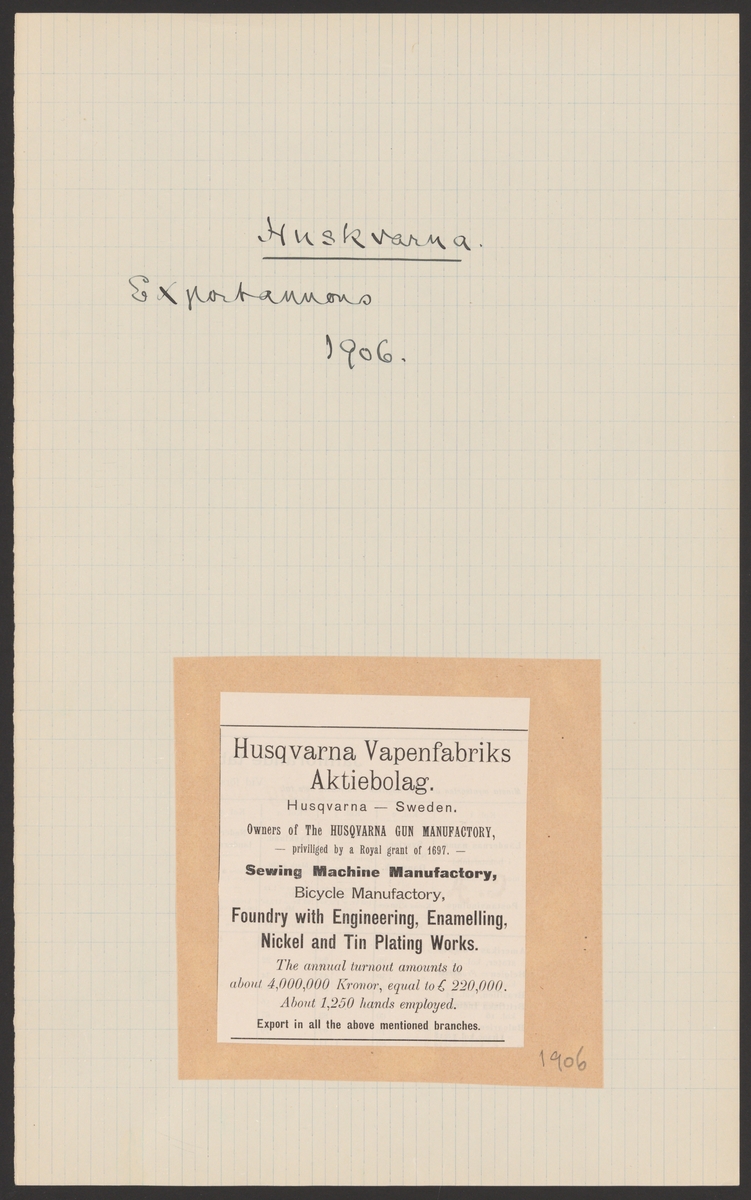 Huskvarna.
Exportannons
1906.
Husqvarna Vapenfabriks
Aktiebolag.
Husqvarna — Sweden.
Owners of The HUSQVARNA GUN MANUFACTORY,
— priviliged by a Royal grant of 1697. —
Sewing Machine Manufactory,
Bicycle Manufactory,
Foundry with Engineering, Enamelling,
Nickel and Tin Plating Works.
The annual turnout amounts to
about 4,000,000 Kronor, equal to £ 220,000.
About 1,250 hands employed.
Export in all the above mentioned branches.
1906